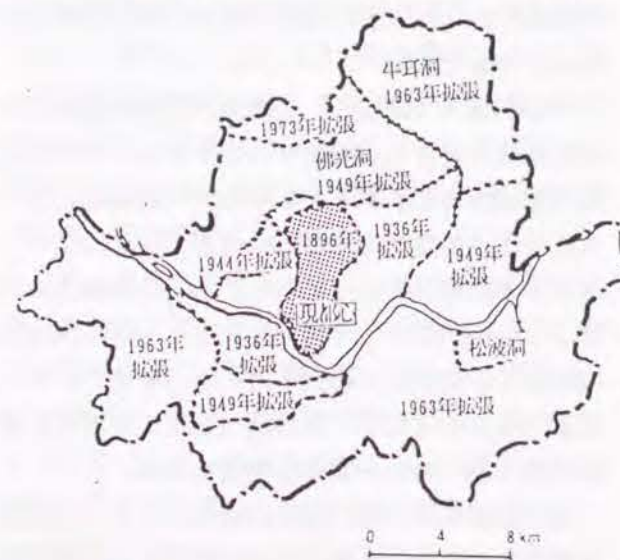 牛耳洞
1963年拡張
1973年拡張
佛光洞
1949年拡張
1896年
1936年
拡張
1944年拡張
1949年
拡張
現都心
1963年
拡張
1936年
拡張
松波洞
1949年拡張
1963年拡張
0 4 8 km